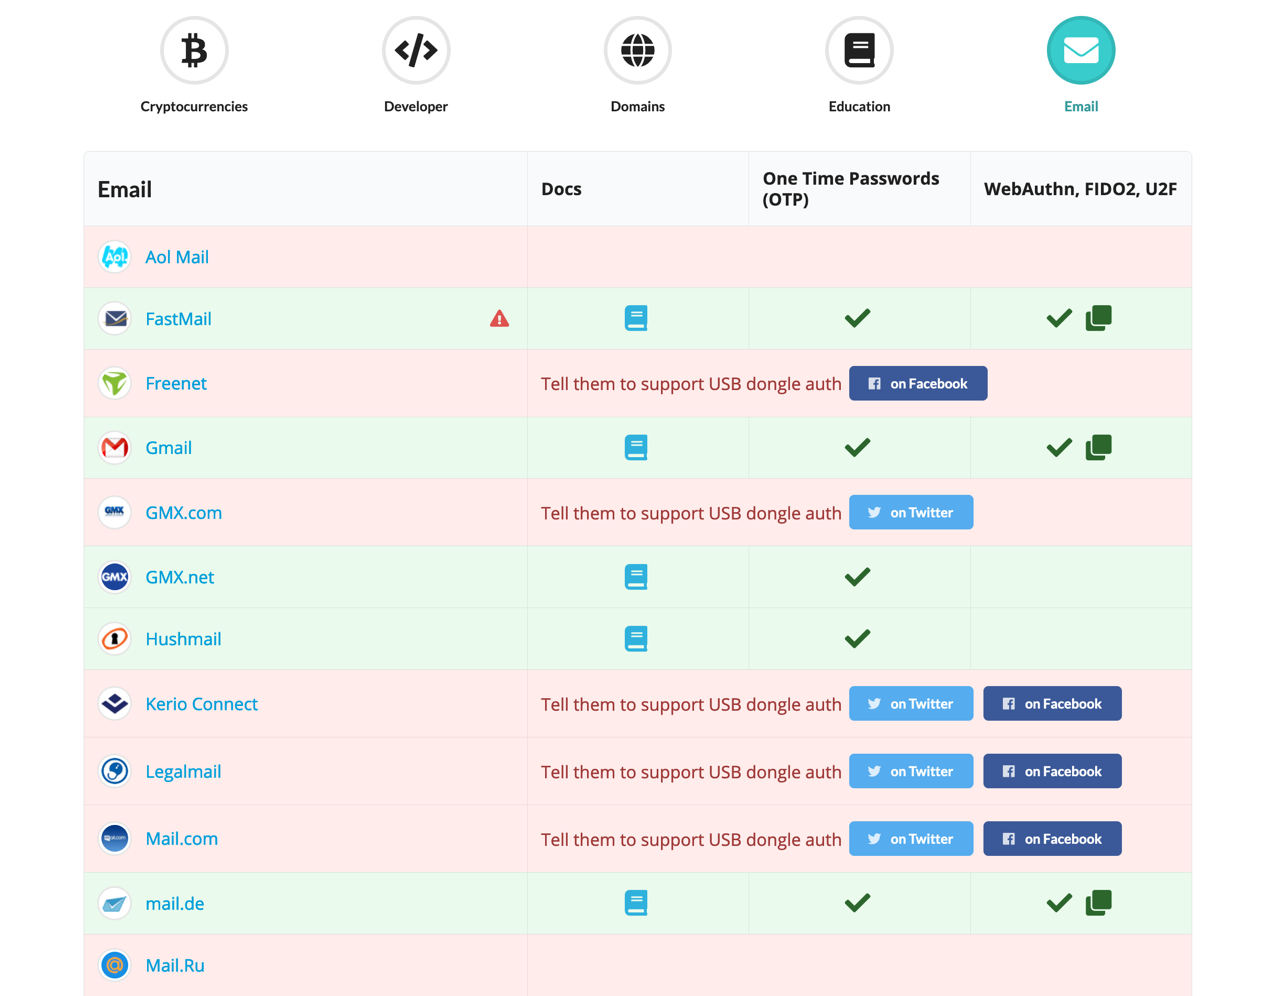 Cryptocurrencies
Developer
Domains
Education
Email
Email
Docs
One Time Passwords
(OTP)
WebAuthn, FIDO2, U2F
Aol.
Aol Mail
FastMail
Freenet
Tell them to support USB dongle auth
on Facebook
Gmail
GMX
GMX.com
Tell them to support USB dongle auth
on Twitter
GMX
GMX.net
Hushmail
Kerio Connect
Tell them to support USB dongle auth
on Twitter
on Facebook
Legalmail
Tell them to support USB dongle auth
on Twitter
on Facebook
Mail.com
Tell them to support USB dongle auth
on Twitter
on Facebook
mail.de
Mail.Ru